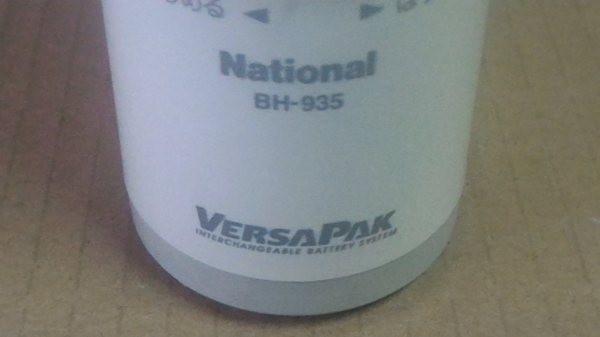 National
BH-935
VERSAPAK
INTERCHANGEABLE BATTERY SYSTEM